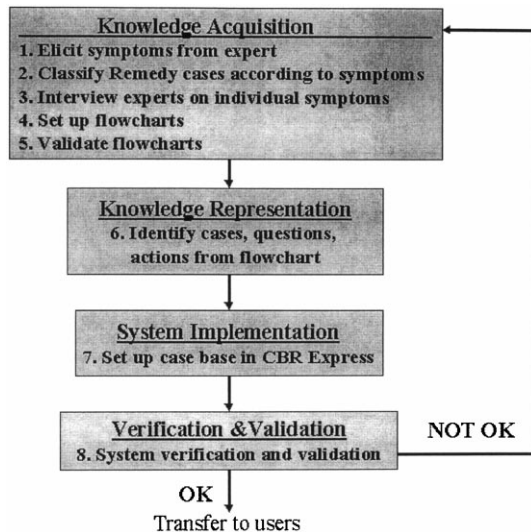 Knowledge Acquisition
1. Elicit symptoms from expert
2. Classify Remedy cases according to symptoms
3. Interview experts on individual symptoms
4. Set up flowcharts
5. Validate flowcharts
Knowledge Representation
6. Identify cases, questions,
actions from flowchart
System Implementation
7. Set up case base in CBR Express
Verification &Validation
8. System verification and validation
NOT OK
OK
Transfer to users